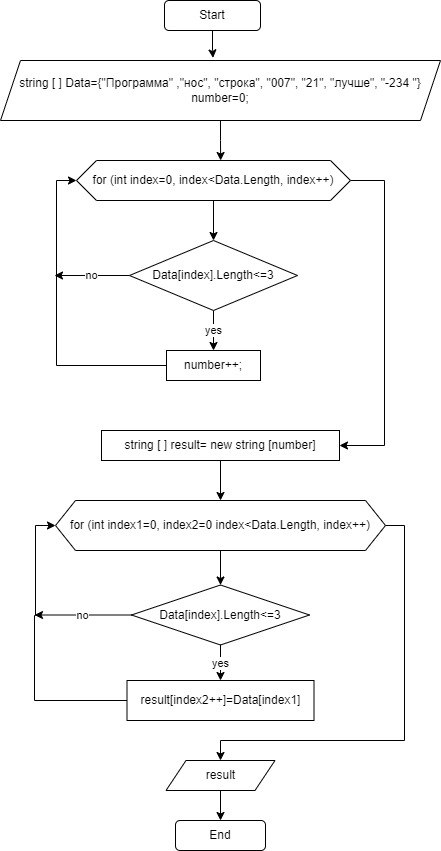 Start
string [ ] Data={"Программа" ,"нос", "строка", "007", "21", "лучше", "-234 "}
number=0;
for (int index=0, index<Data.Length, index++)
Data[index].Length<=3
no
yes
number++;
string [ ] result= new string [number]
for (int index1=0, index2=0 index<Data.Length, index++)
Data[index].Length<=3
no
yes
result[index2++]=Data[index1]
result
End